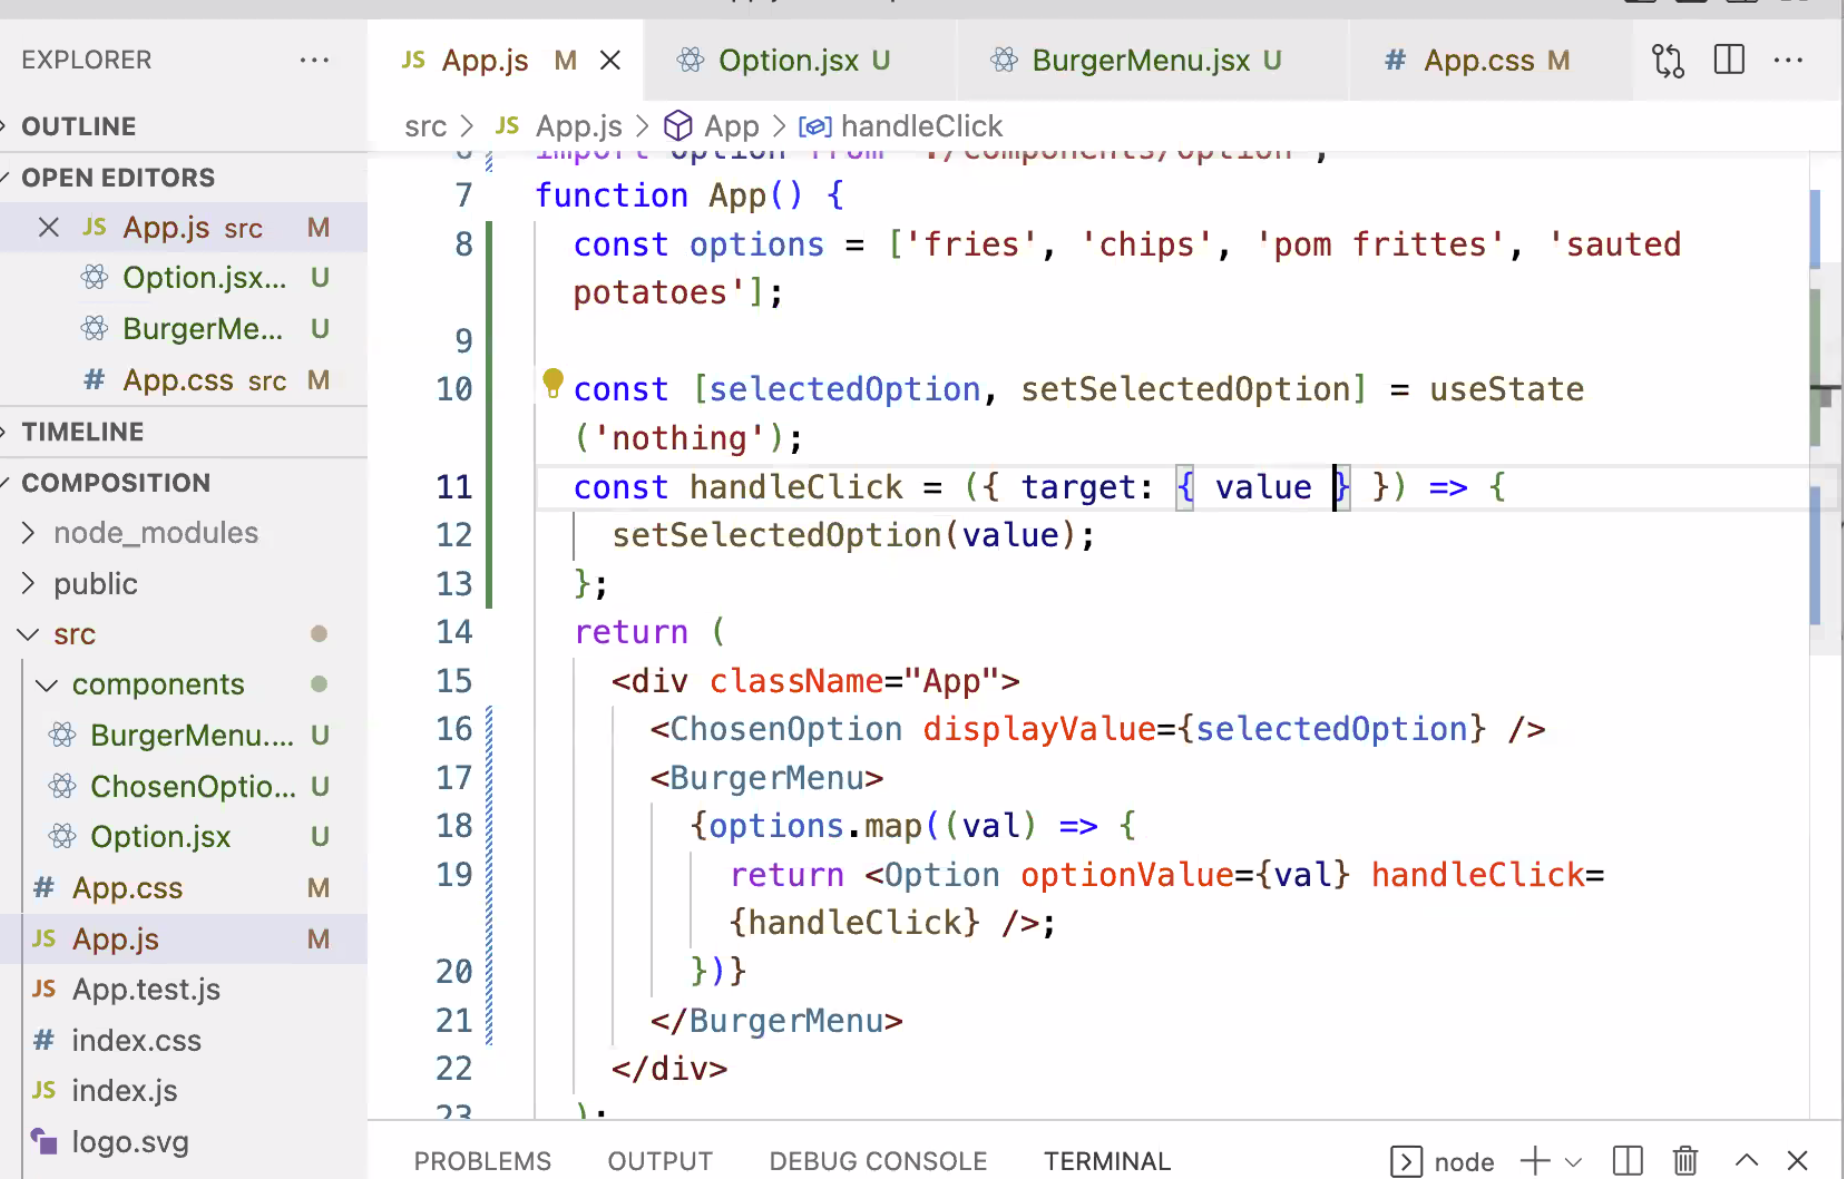 EXPLORER
OUTLINE
OPEN EDITORS
App.js src M
Option.jsx... U
BurgerMe... U
# App.css src M
TIMELINE
COMPOSITION
node_modules
public
src
components
BurgerMenu.... U
ChosenOptio... U
Option.jsx U
# App.css M
JS App.js M
JS App.test.js
# index.css
JS index.js
logo.svg
JS App.js M
Option.jsx U
BurgerMenu.jsx U
# App.css M
src > JS App.js > App > handleClick
7 function App() {
8 const options = ['fries', 'chips', 'pom frittes', 'sauted
potatoes'];
9
10 const [selectedOption, setSelectedOption] = useState
('nothing');
11 const handleClick = ({ target: { value } }) => {
12 setSelectedOption(value);
13 };
14 return (
15 <div className="App">
16 <ChosenOption displayValue={selectedOption} />
17 <BurgerMenu>
18 {options.map((val) => {
19 return <Option optionValue={val} handleClick=
{handleClick} />;
20 })}
21 </BurgerMenu>
22 </div>
23 );
PROBLEMS OUTPUT DEBUG CONSOLE TERMINAL node